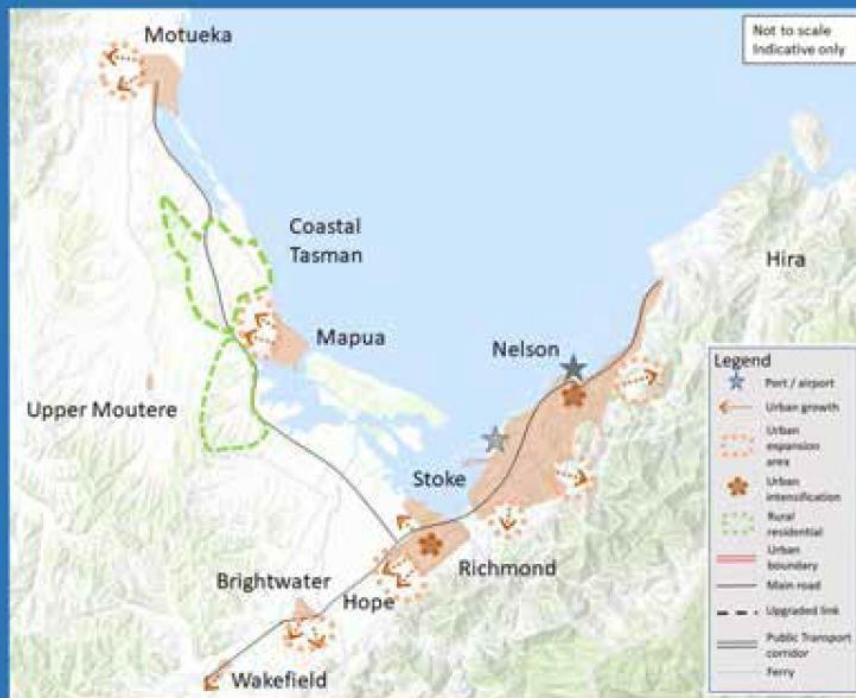 Motueka
Not to scale
Indicative only
Coastal
Tasman
Hira
Mapua
Nelson
Upper Moutere
Stoke
Richmond
Brightwater
Hope
Wakefield
Legend
Port / airport
Urban growth
Urban
expansion
area
Urban
intensification
Rural
residential
Urban
boundary
Main road
Upgraded link
Public Transport
corridor
Ferry